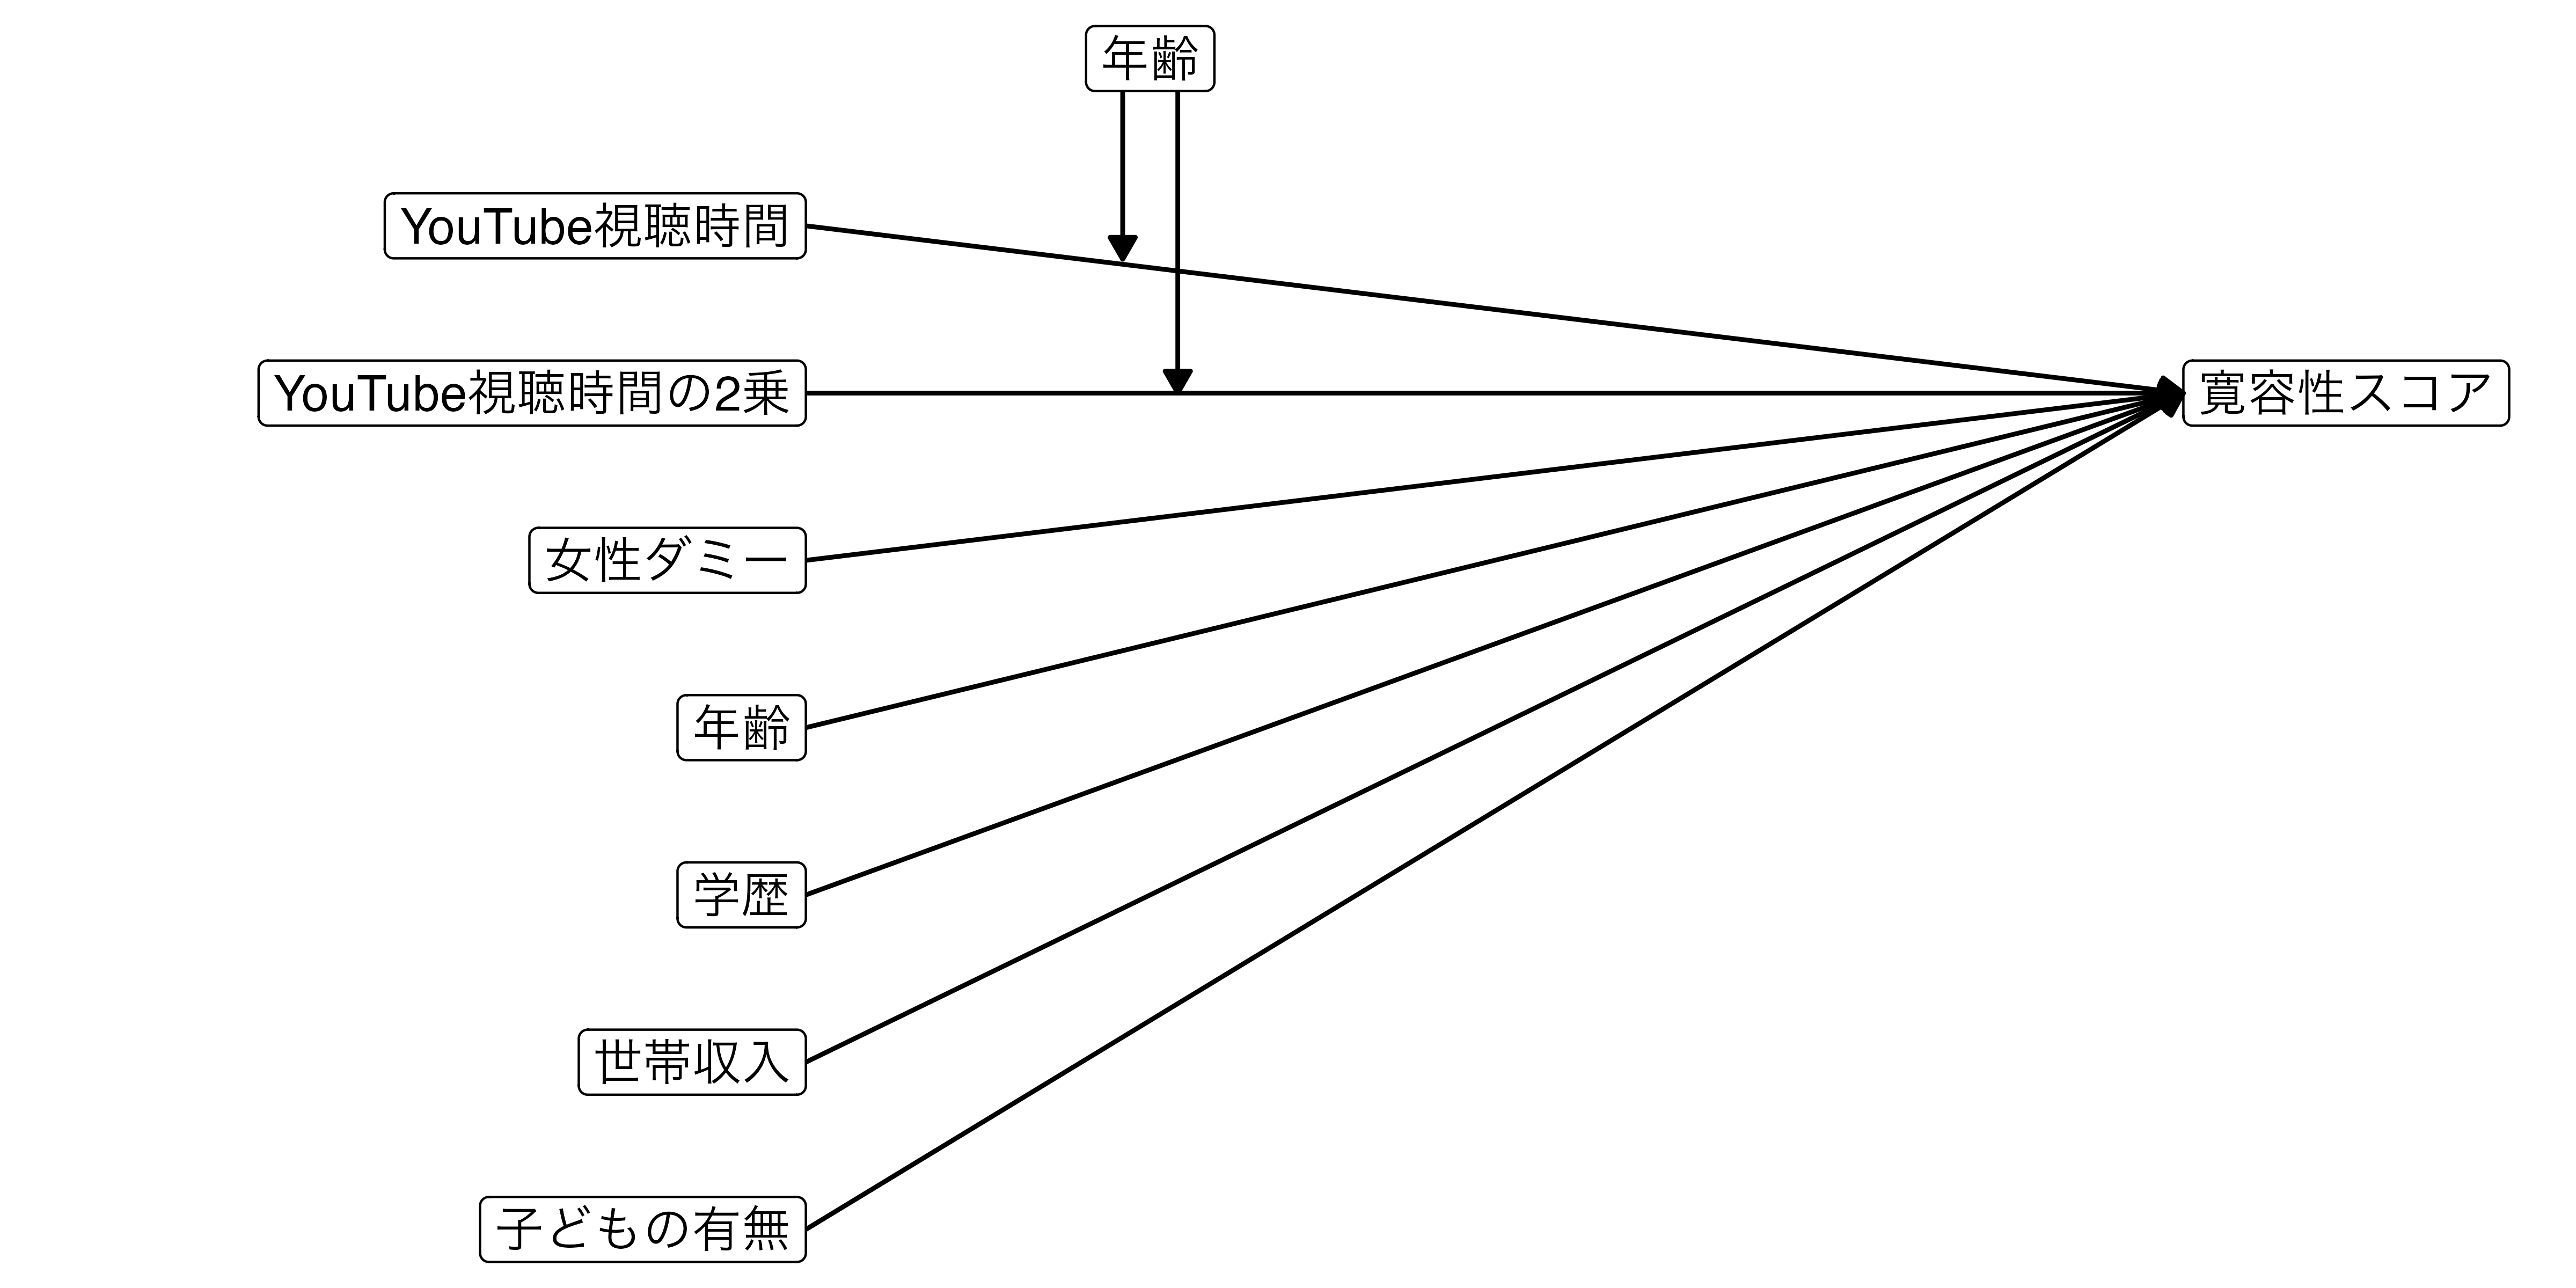 年齢
YouTube視聴時間
YouTube視聴時間の2乗
寛容性スコア
女性ダミー
年齢
学歴
世帯収入
子どもの有無